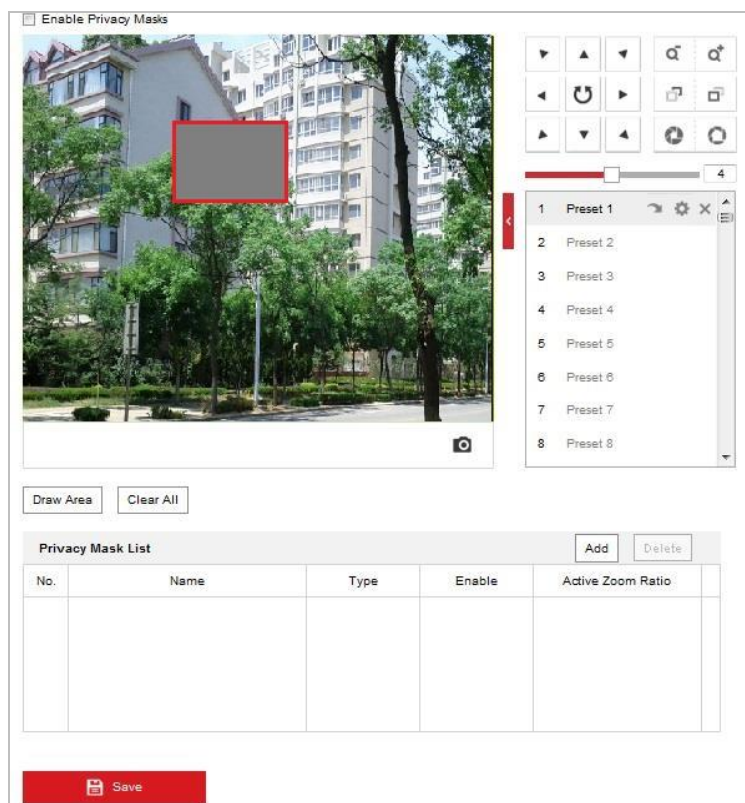 Enable Privacy Masks
4
1 Preset 1
2 Preset 2
3 Preset 3
4 Preset 4
5 Preset 5
6 Preset 6
7 Preset 7
8 Preset 8
Draw Area Clear All
Privacy Mask List Add Delete
No. Name Type Enable Active Zoom Ratio
Save